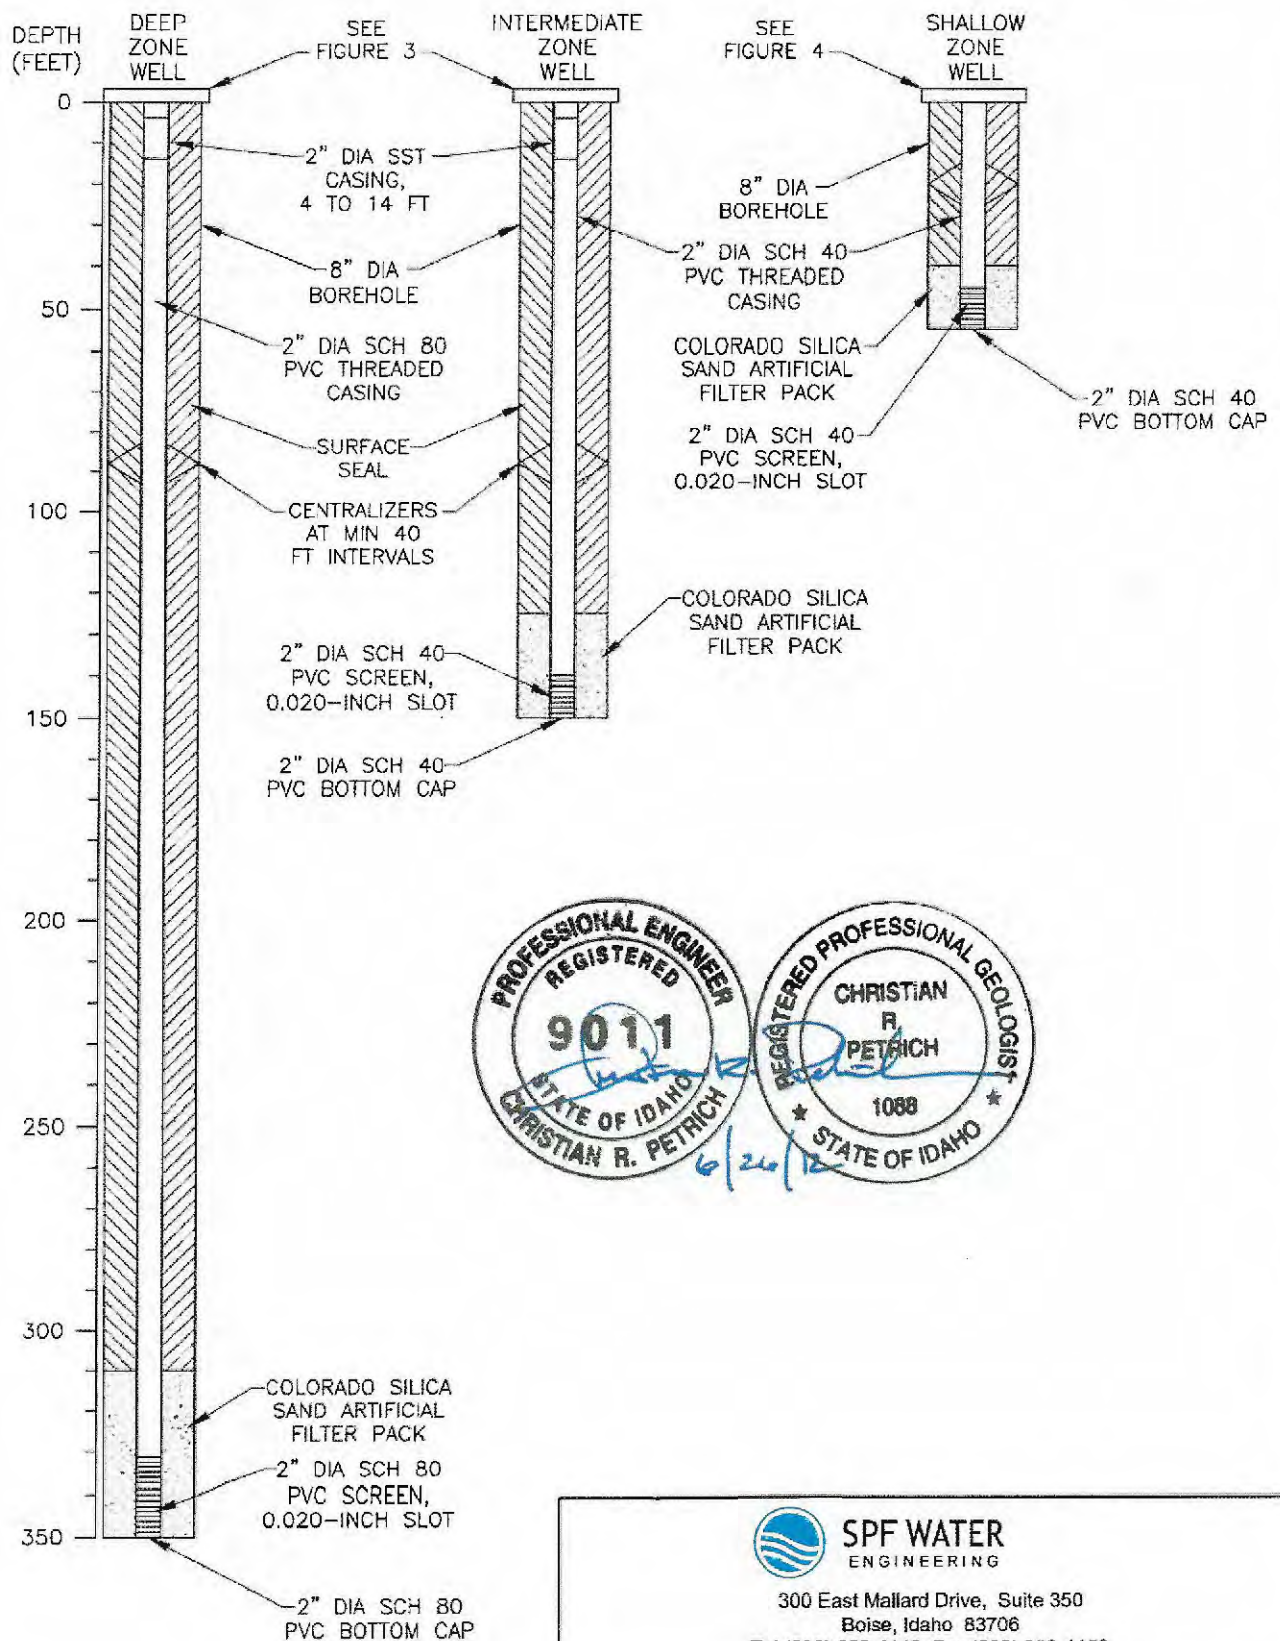 DEPTH
(FEET)
DEEP
ZONE
WELL
SEE
FIGURE 3
INTERMEDIATE
ZONE
WELL
SEE
FIGURE 4
SHALLOW
ZONE
WELL
0
50
100
150
200
250
300
350
2" DIA SST
CASING,
4 TO 14 FT
8" DIA
BOREHOLE
2" DIA SCH 80
PVC THREADED
CASING
SURFACE
SEAL
CENTRALIZERS
AT MIN 40
FT INTERVALS
2" DIA SCH 40
PVC SCREEN,
0.020-INCH SLOT
2" DIA SCH 40
PVC BOTTOM CAP
8" DIA
BOREHOLE
2" DIA SCH 40
PVC THREADED
CASING
COLORADO SILICA
SAND ARTIFICIAL
FILTER PACK
2" DIA SCH 40
PVC SCREEN,
0.020-INCH SLOT
2" DIA SCH 40
PVC BOTTOM CAP
COLORADO SILICA
SAND ARTIFICIAL
FILTER PACK
PROFESSIONAL ENGINEER
REGISTERED
9011
STATE OF IDAHO
CHRISTIAN R. PETRICH
REGISTERED PROFESSIONAL GEOLOGIST
CHRISTIAN
R
PETRICH
1088
STATE OF IDAHO
6/26/12
COLORADO SILICA
SAND ARTIFICIAL
FILTER PACK
2" DIA SCH 80
PVC SCREEN,
0.020-INCH SLOT
2" DIA SCH 80
PVC BOTTOM CAP
SPF WATER
ENGINEERING
300 East Mallard Drive, Suite 350
Boise, Idaho 83706